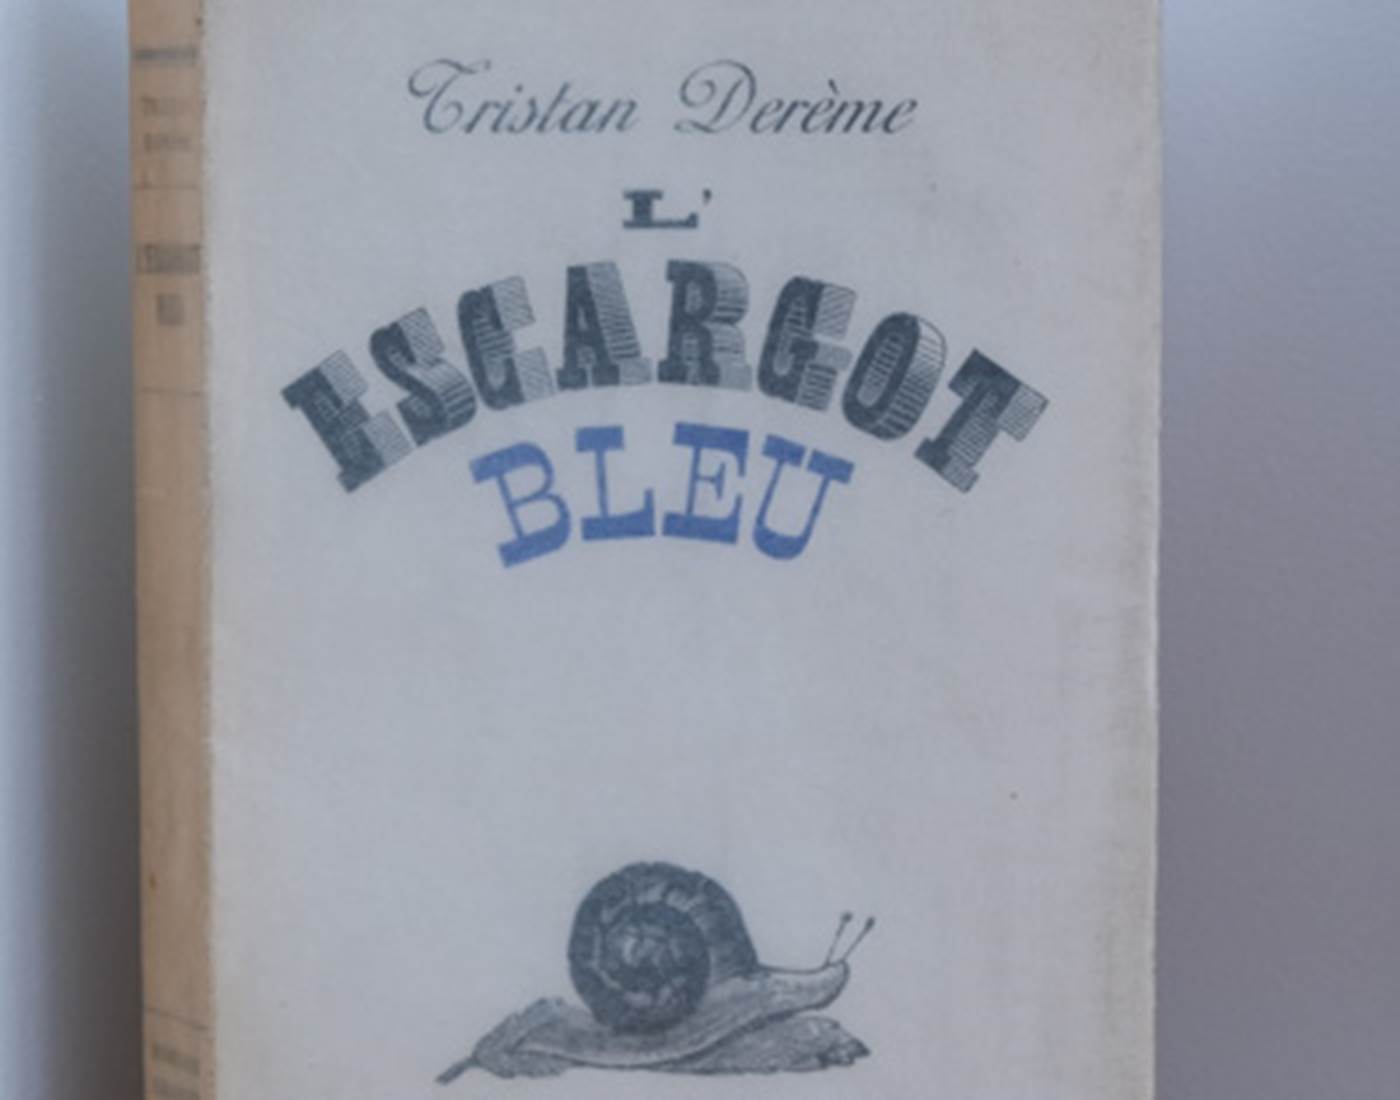 Tristan Derème
L'
ESCARGOT
BLEU